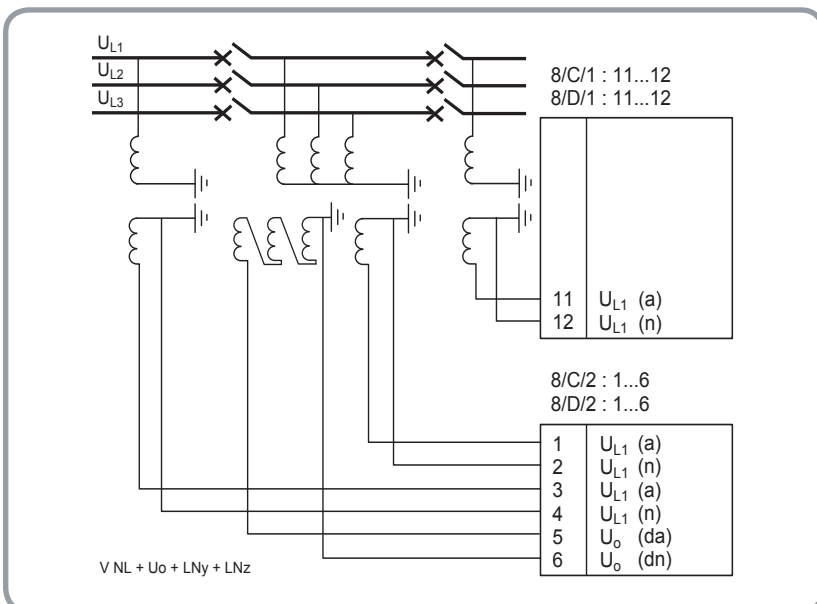 UL1
UL2
UL3
8/C/1 : 11...12
8/D/1 : 11...12
11 UL1 (a)
12 UL1 (n)
8/C/2 : 1...6
8/D/2 : 1...6
1 UL1 (a)
2 UL1 (n)
3 UL1 (a)
4 UL1 (n)
5 Uo (da)
6 Uo (dn)
V NL + Uo + LNy + LNz